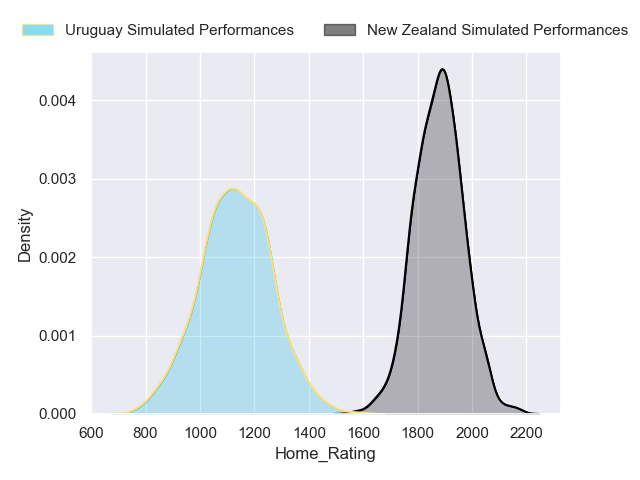 Uruguay Simulated Performances New Zealand Simulated Performances
0.004
0.003
0.002
0.001
0.000
Density
600 800 1000 1200 1400 1600 1800 2000 2200
Home_Rating